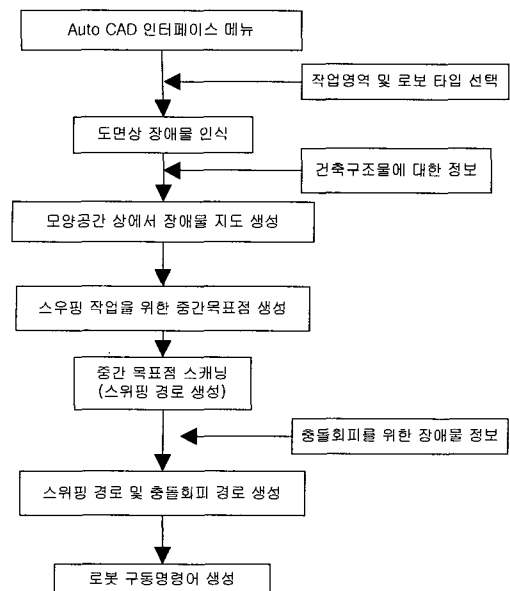 Auto CAD 인터페이스 메뉴
작업영역 및 로보 타입 선택
도면상 장애물 인식
건축구조물에 대한 정보
모양공간 상에서 장애물 지도 생성
스우핑 작업을 위한 중간목표점 생성
중간 목표점 스캐닝
(스위핑 경로 생성)
충돌회피를 위한 장애물 정보
스위핑 경로 및 충돌회피 경로 생성
로봇 구동명령어 생성